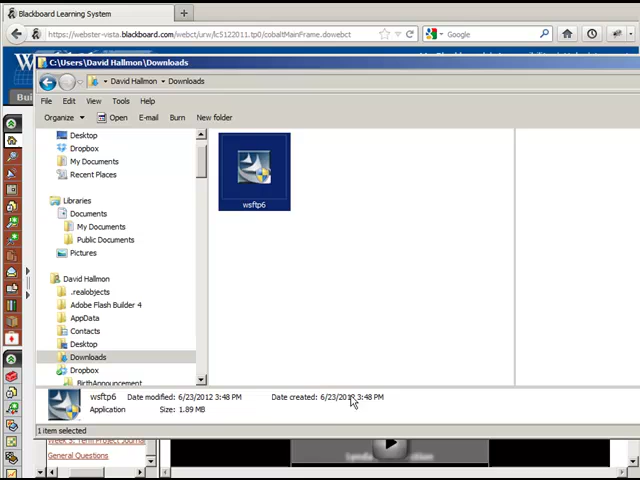 Blackboard Learning System
https://webster-vista.blackboard.com/webct/urw/lc5122011.tp0/cobaltMainFrame.dowebct
Google
C:\Users\David Hallmon\Downloads
David Hallmon
Downloads
File Edit View Tools Help
Organize Open E-mail Burn New folder
Desktop
Dropbox
My Documents
Recent Places
Libraries
Documents
My Documents
Public Documents
Pictures
David Hallmon
.realobjects
Adobe Flash Builder 4
AppData
Contacts
Desktop
Downloads
Dropbox
BirthAnnouncement
wsftp6
wsftp6 Date modified: 6/23/2012 3:48 PM Date created: 6/23/2012 3:48 PM
Application Size: 1.89 MB
1 item selected
General Questions